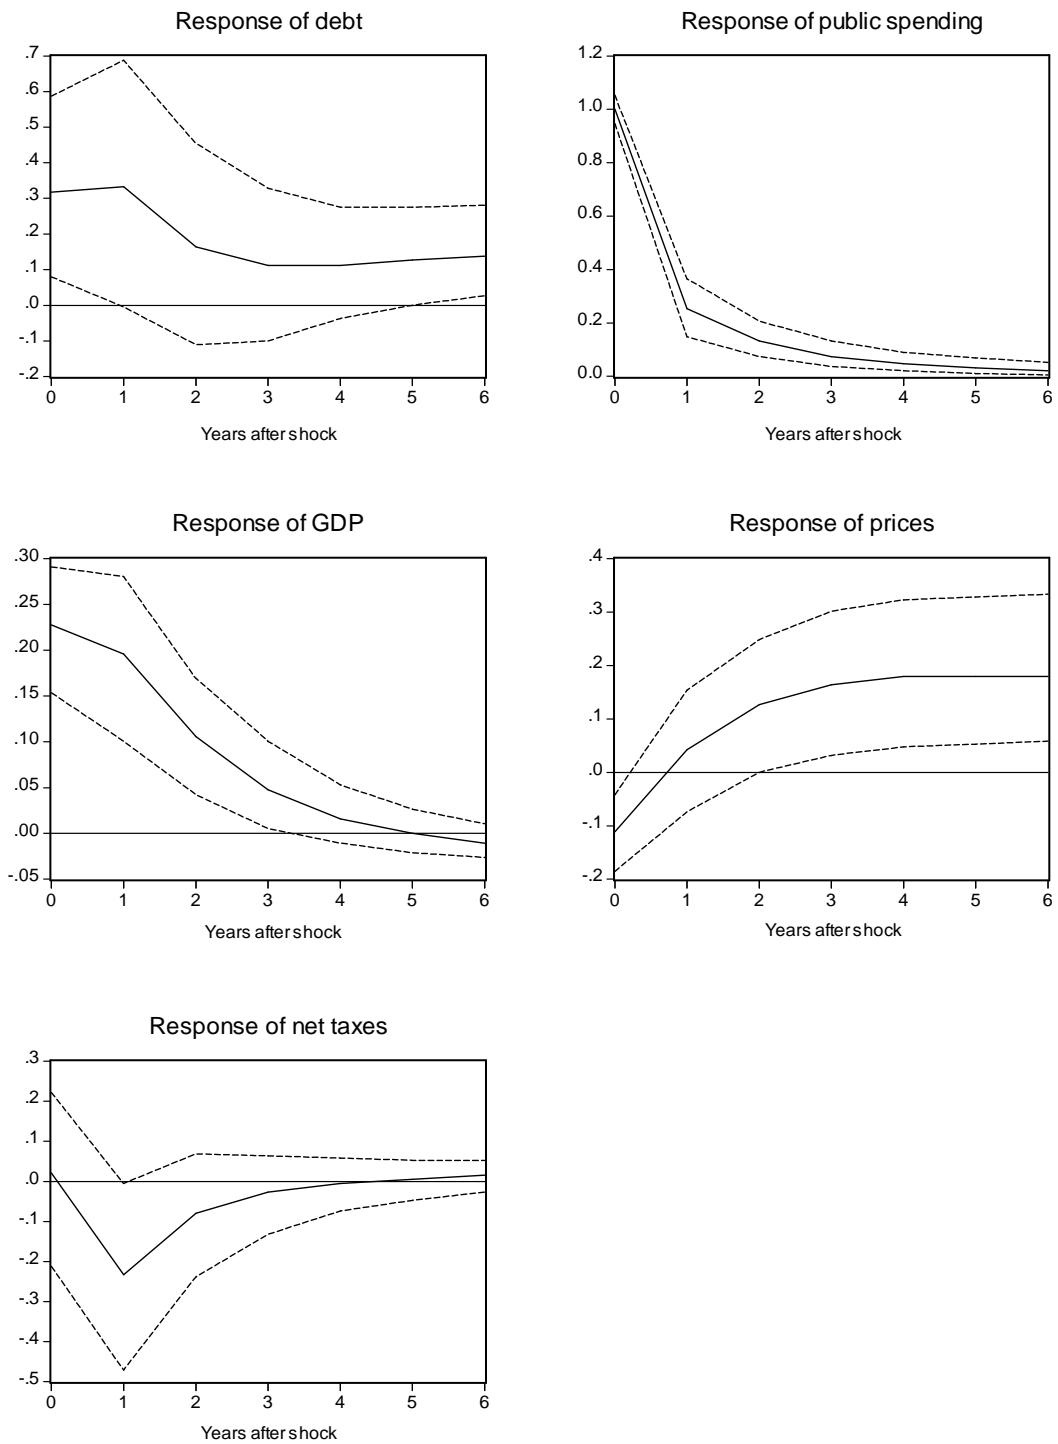 Response of debt
.7
.6
.5
.4
.3
.2
.1
.0
-.1
-.2
0 1 2 3 4 5 6
Years after shock
Response of public spending
1.2
1.0
0.8
0.6
0.4
0.2
0.0
0 1 2 3 4 5 6
Years after shock
Response of GDP
.30
.25
.20
.15
.10
.05
.00
-.05
0 1 2 3 4 5 6
Years after shock
Response of prices
.4
.3
.2
.1
.0
-.1
-.2
0 1 2 3 4 5 6
Years after shock
Response of net taxes
.3
.2
.1
.0
-.1
-.2
-.3
-.4
-.5
0 1 2 3 4 5 6
Years after shock